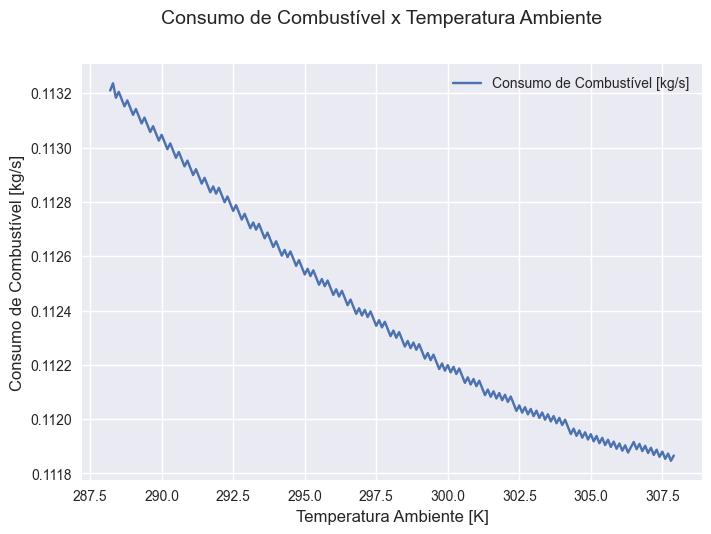 Consumo de Combustível x Temperatura Ambiente
Consumo de Combustível [kg/s]
Consumo de Combustível [kg/s]
0.1132
0.1130
0.1128
0.1126
0.1124
0.1122
0.1120
0.1118
287.5 290.0 292.5 295.0 297.5 300.0 302.5 305.0 307.5
Temperatura Ambiente [K]